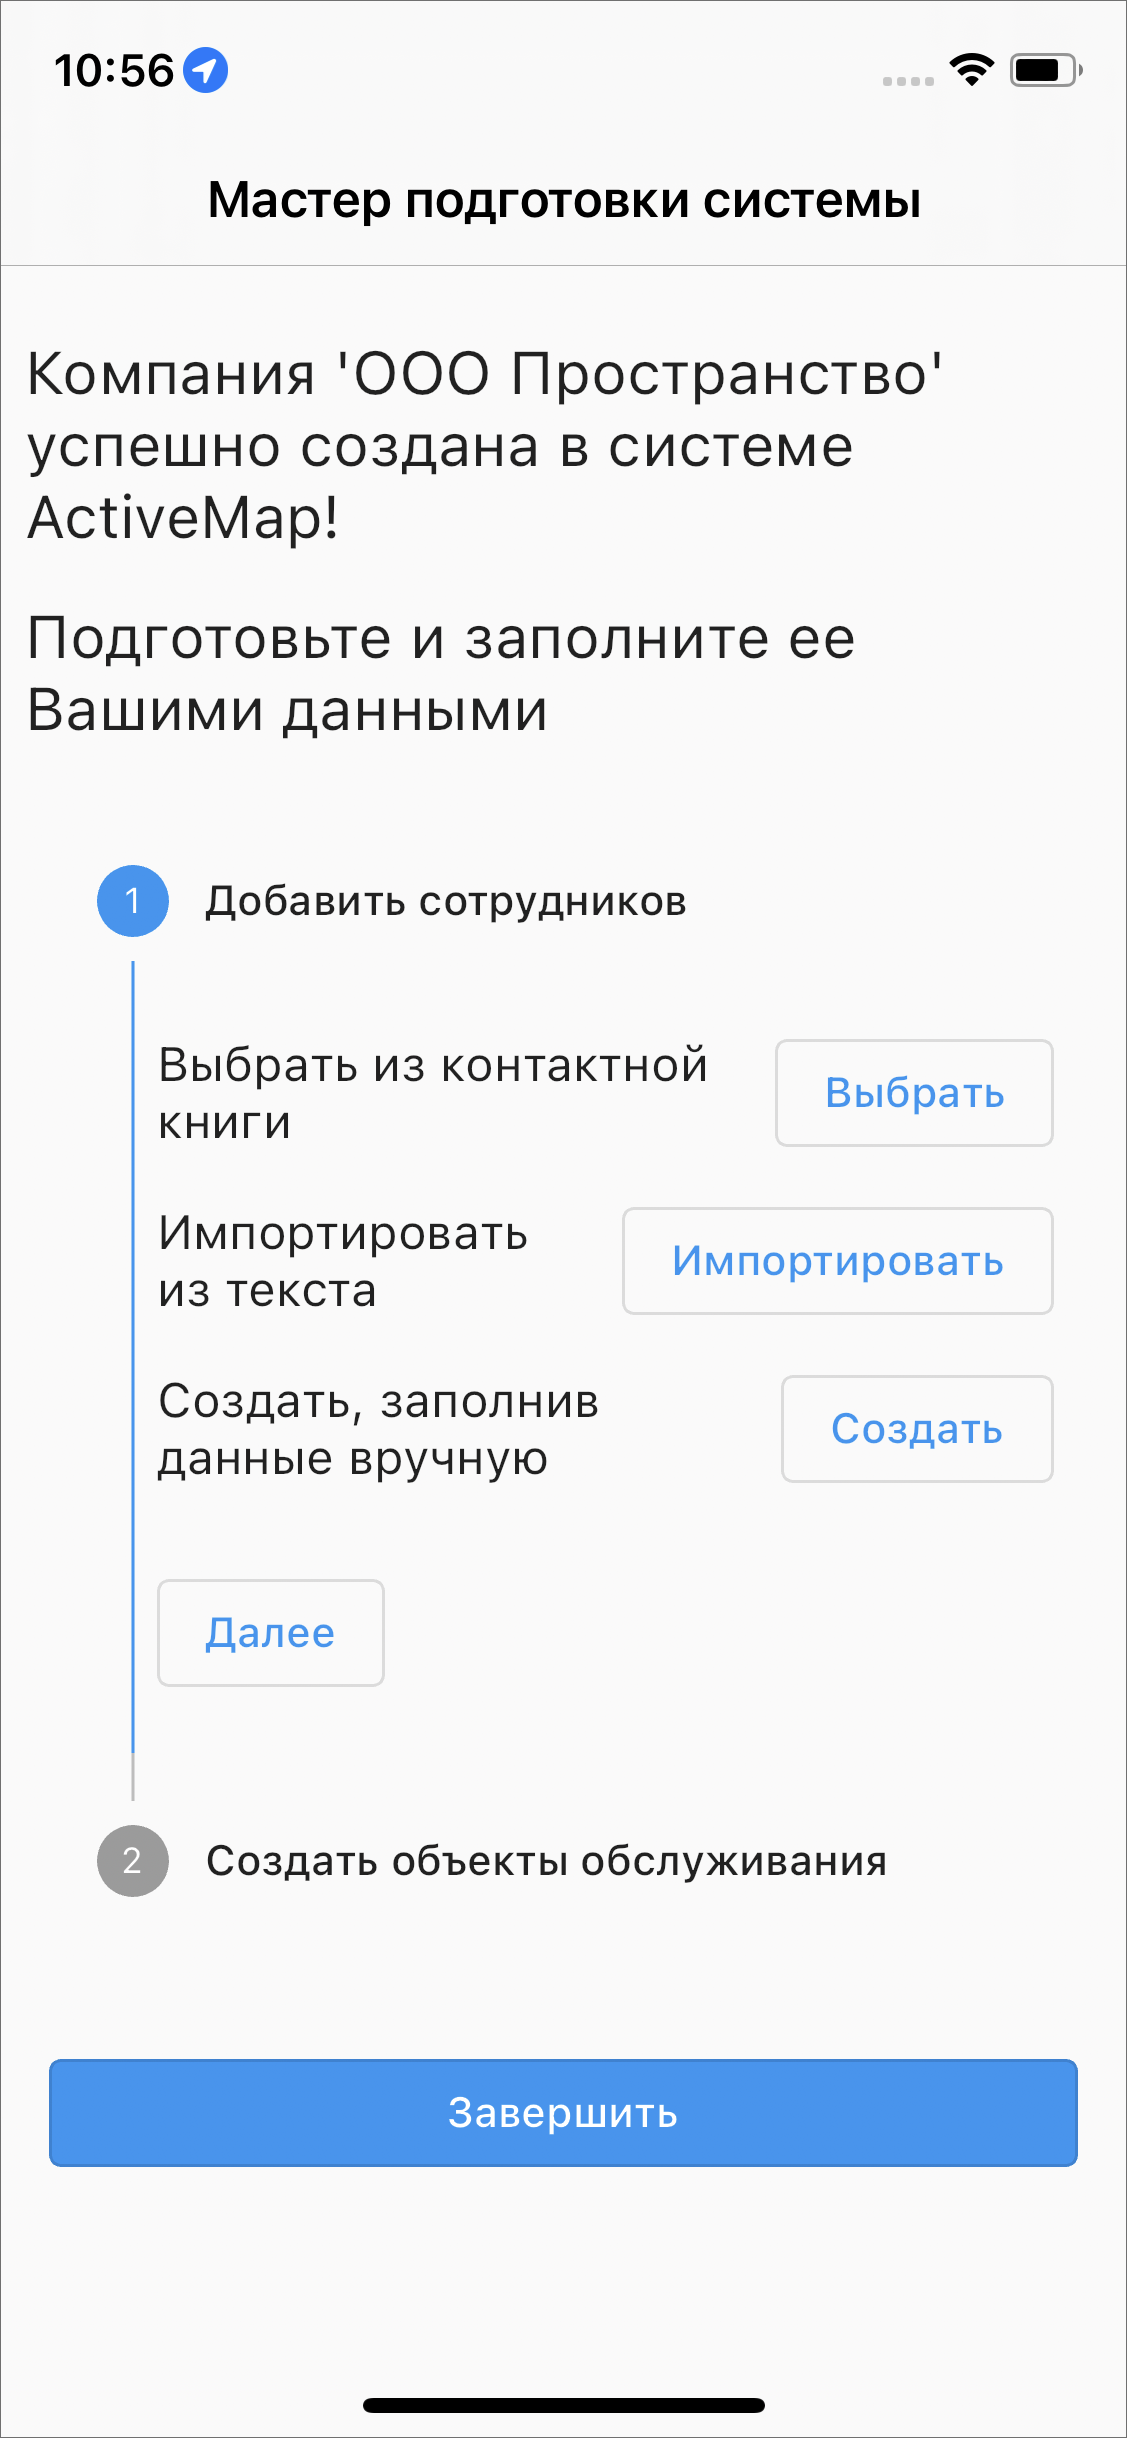 10:56
Мастер подготовки системы
Компания 'ООО Пространство'
успешно создана в системе
ActiveMap!
Подготовьте и заполните ее
Вашими данными
1 Добавить сотрудников
Выбрать из контактной
книги
Выбрать
Импортировать
из текста
Импортировать
Создать, заполнив
данные вручную
Создать
Далее
2 Создать объекты обслуживания
Завершить